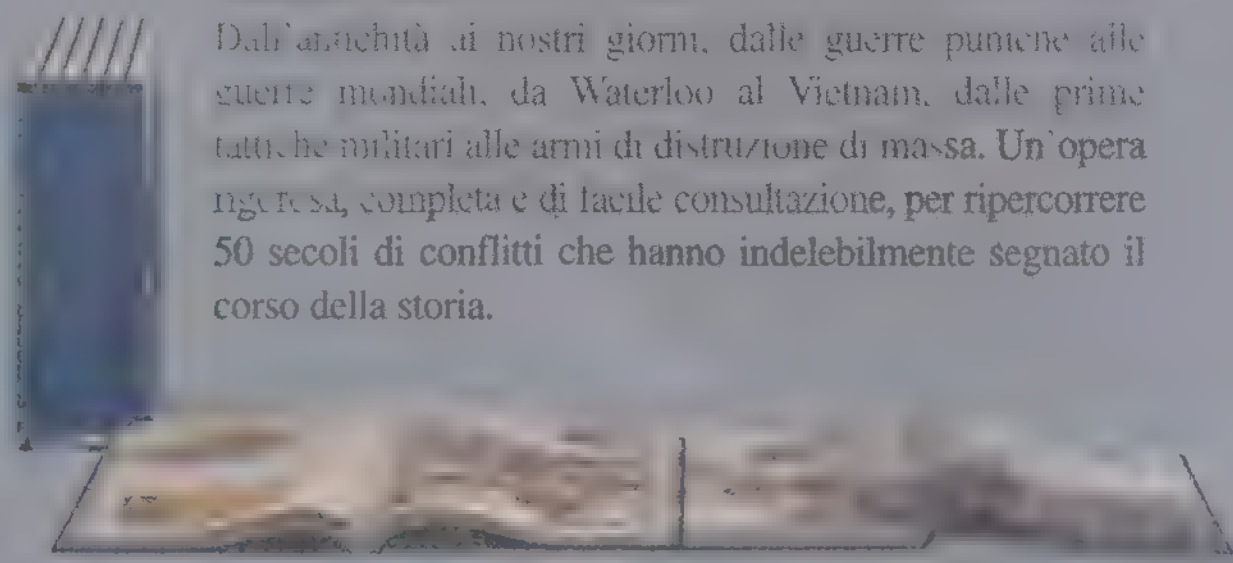 Dall'antichità ai nostri giorni, dalle guerre puniche alle
guerre mondiali, da Waterloo al Vietnam, dalle prime
tattiche militari alle armi di distruzione di massa. Un'opera
rigorosa, completa e di facile consultazione, per ripercorrere
50 secoli di conflitti che hanno indelebilmente segnato il
corso della storia.